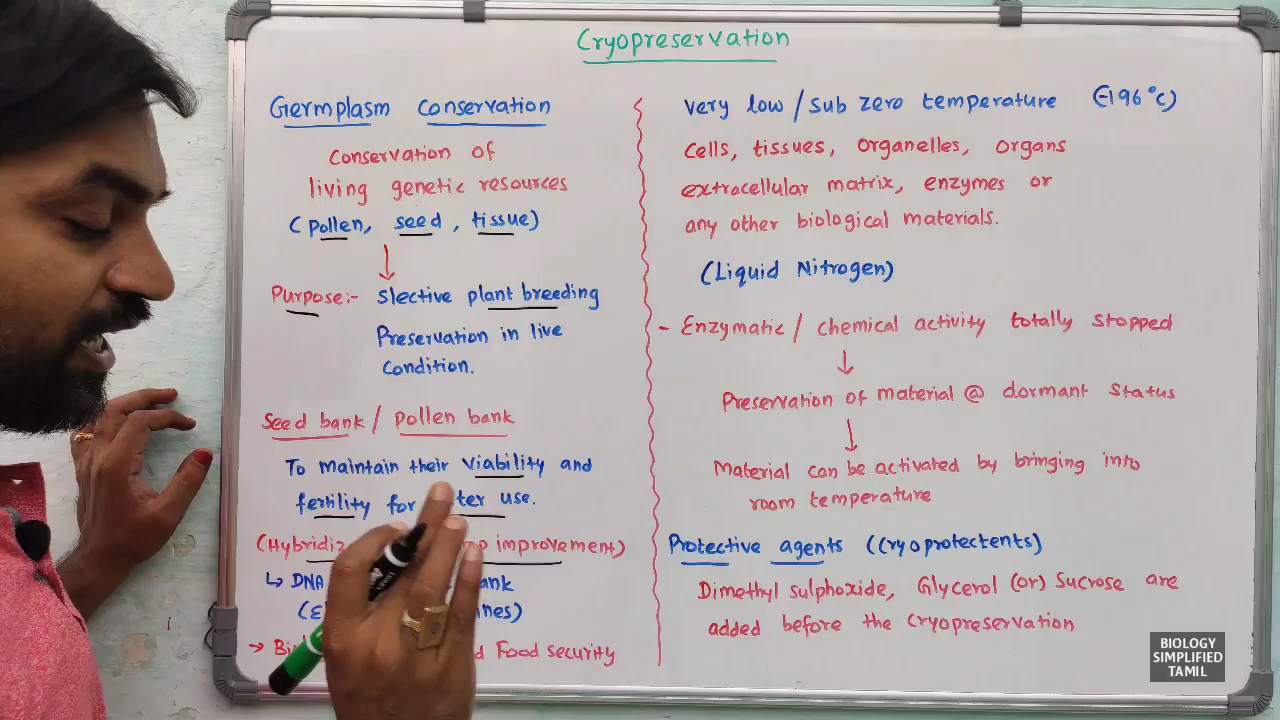 Cryopreservation
Germplasm conservation
Conservation of
living genetic resources
(pollen, seed, tissue)
Purpose:- slective plant breeding
Preservation in live
condition.
Seed bank / pollen bank
To maintain their viability and
fertility for use.
improvement)
↳ DNA
→ Food security
very low / sub zero temperature (-196°c)
Cells, tissues, organelles, organs
extracellular matrix, enzymes or
any other biological materials.
(Liquid Nitrogen)
- Enzymatic / chemical activity totally stopped
Preservation of material @ dormant status
Material can be activated by bringing into
room temperature
Protective agents (Cryoprotectents)
Dimethyl sulphoxide, Glycerol (or) Sucrose are
added before the cryopreservation
BIOLOGY
SIMPLIFIED
TAMIL